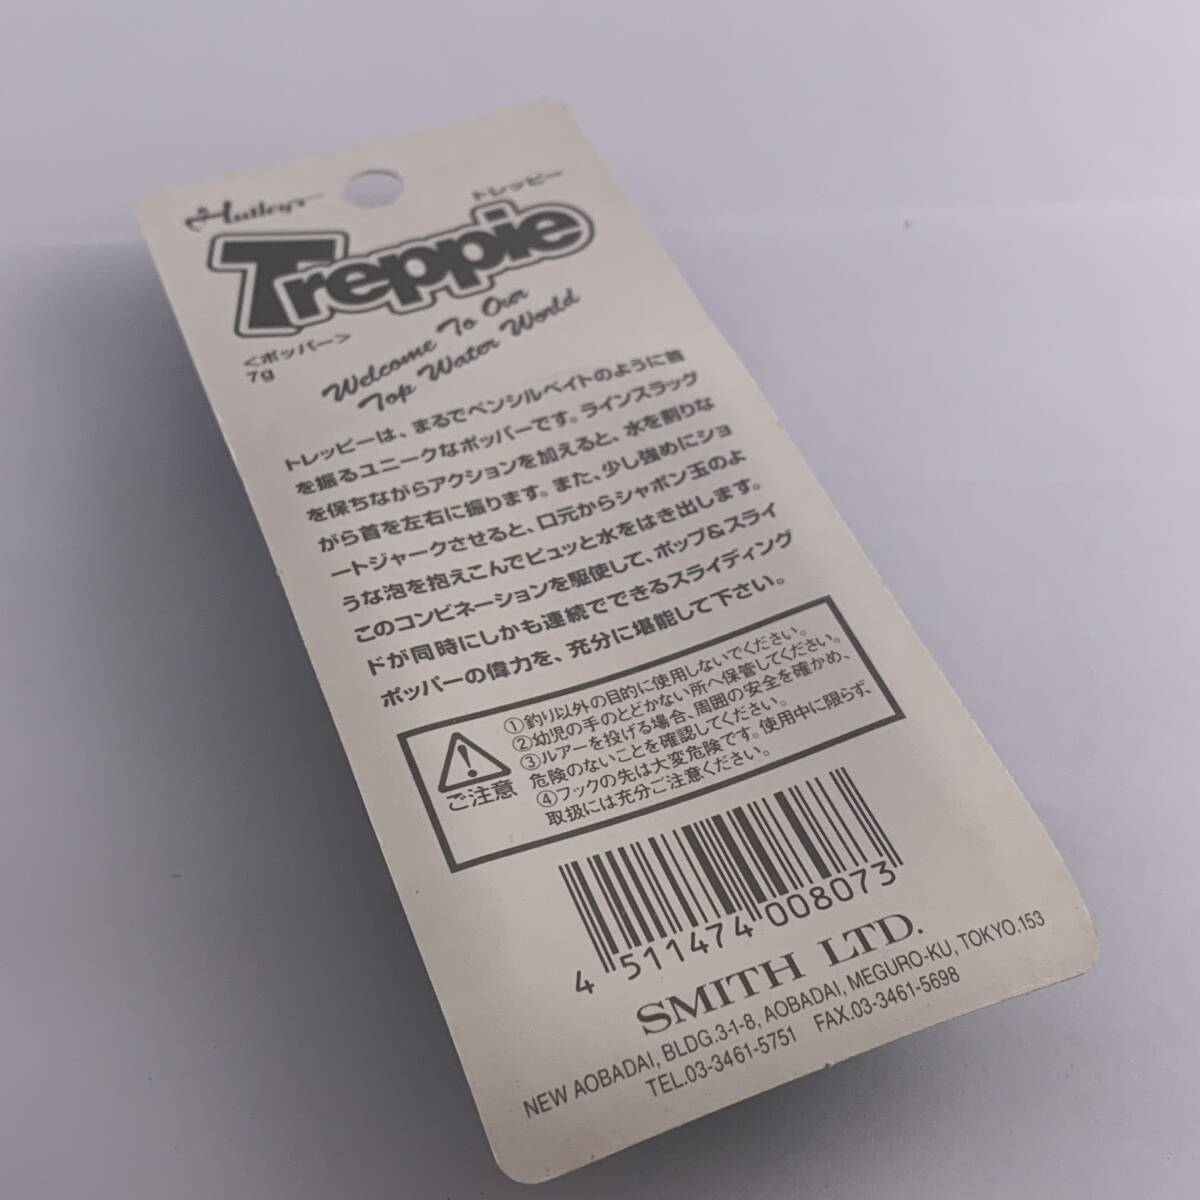 Hutley's
トレッピー
Treppie
<ポッパー>
7g
Welcome To Our
Top Water World
トレッピーは、まるでペンシルベイトのように首
を振るユニークなポッパーです。ラインスラッグ
を保ちながらアクションを加えると、水を割りな
がら首を左右に振ります。また、少し強めにショ
ートジャークさせると、口元からシャボン玉のよ
うな泡を抱えこんでピュッと水をはき出します。
このコンビネーションを駆使して、ポップ&スライ
ドが同時にしかも連続でできるスライディング
ポッパーの偉力を、充分に堪能して下さい。
ご注意
①釣り以外の目的に使用しないでください。
②幼児の手のとどかない所へ保管してください。
③ルアーを投げる場合、周囲の安全を確かめ、
危険のないことを確認してください。
④フックの先は大変危険です。使用中に限らず、
取扱には充分ご注意ください。
4 511474 008073
SMITH LTD.
NEW AOBADAI, BLDG.3-1-8, AOBADAI, MEGURO-KU, TOKYO.153
TEL.03-3461-5751 FAX.03-3461-5698